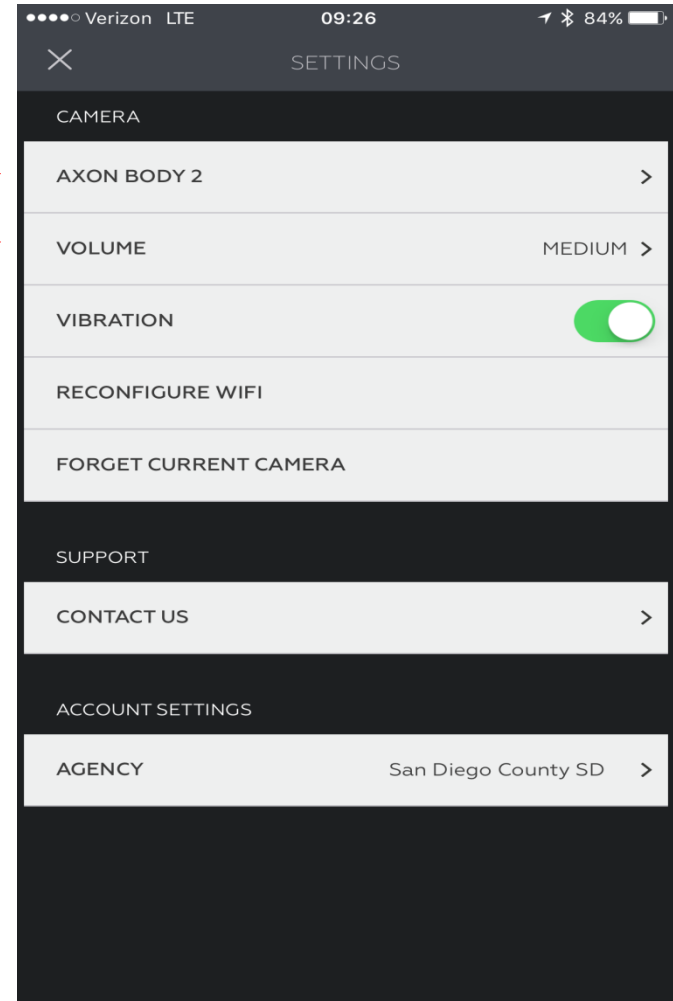 Verizon LTE 09:26 84%
SETTINGS
CAMERA
AXON BODY 2
VOLUME MEDIUM
VIBRATION
RECONFIGURE WIFI
FORGET CURRENT CAMERA
SUPPORT
CONTACT US
ACCOUNT SETTINGS
AGENCY San Diego County SD